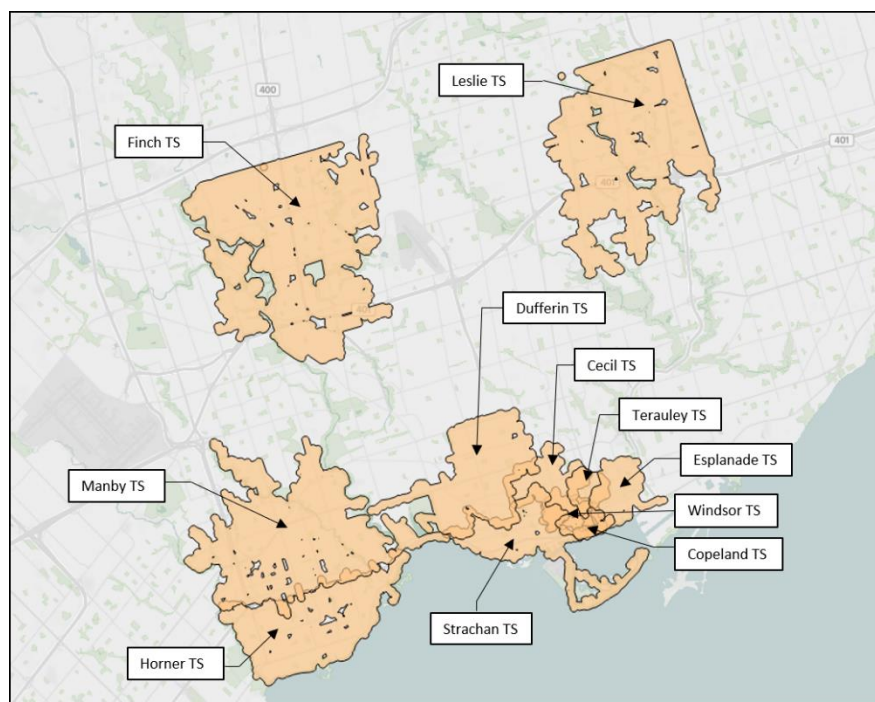 Leslie TS
400
Finch TS
401
401
Dufferin TS
Cecil TS
Terauley TS
Esplanade TS
Manby TS
Windsor TS
Copeland TS
Strachan TS
Horner TS